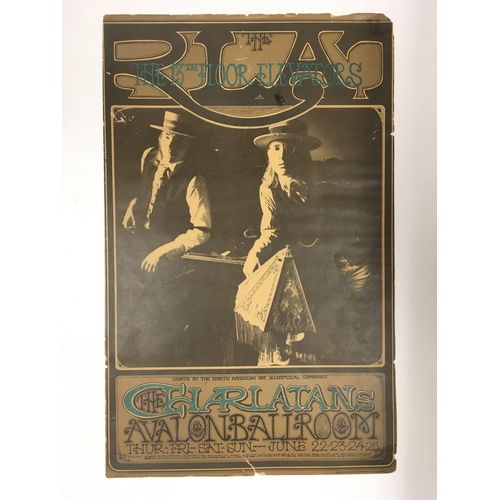 THE
THE 13TH FLOOR ELEVATORS
LIGHTS BY THE NORTH AMERICAN IBIS ALCHEMICAL COMPANY
THE CHARLATANS
AVALON BALLROOM
THUR-FRI-SAT-SUN---JUNE 22-23-24-25